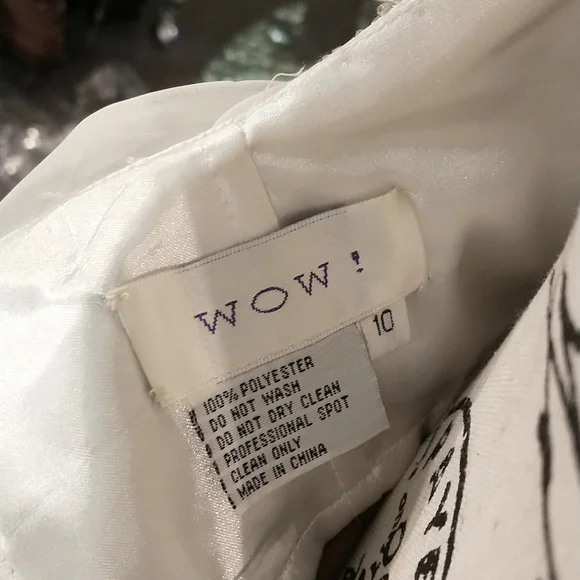 WOW!
10
100% POLYESTER
DO NOT WASH
DO NOT DRY CLEAN
PROFESSIONAL SPOT
CLEAN ONLY
MADE IN CHINA